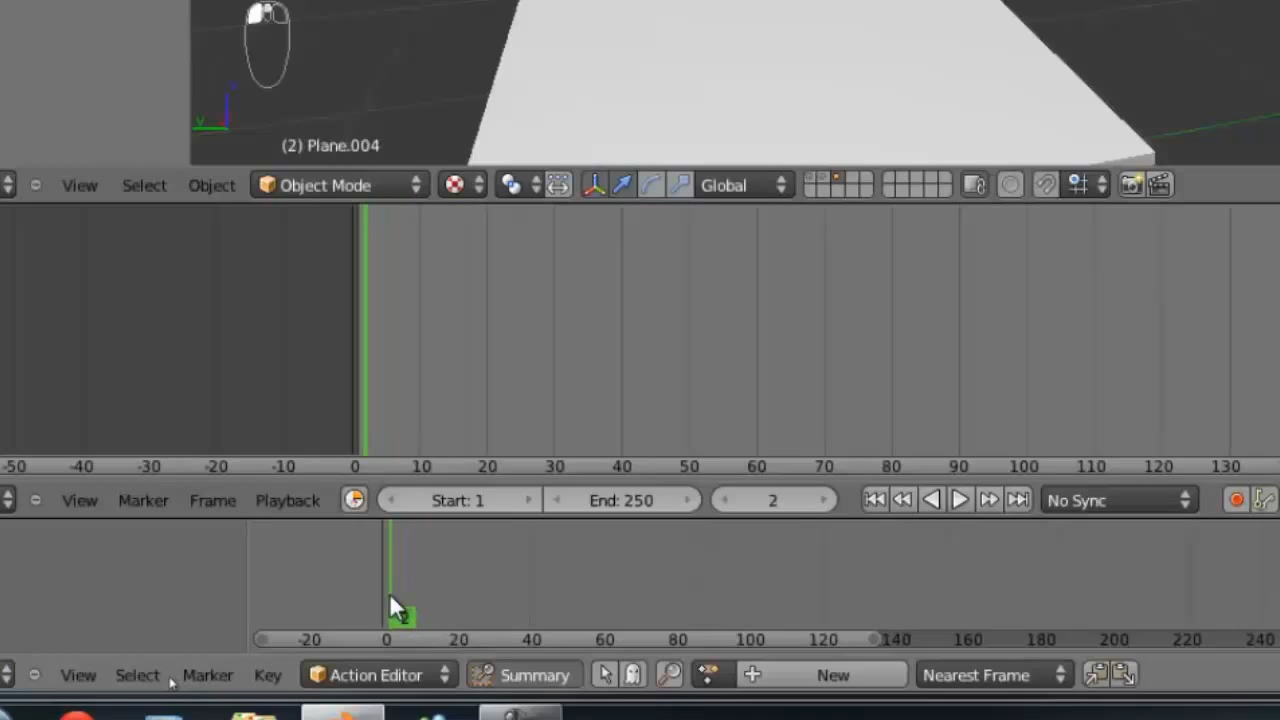 (2) Plane.004
View Select Object Object Mode Global
-50 -40 -30 -20 -10 0 10 20 30 40 50 60 70 80 90 100 110 120 130
View Marker Frame Playback Start: 1 End: 250 2 No Sync
2
-20 0 20 40 60 80 100 120 140 160 180 200 220 240
View Select Marker Key Action Editor Summary New Nearest Frame